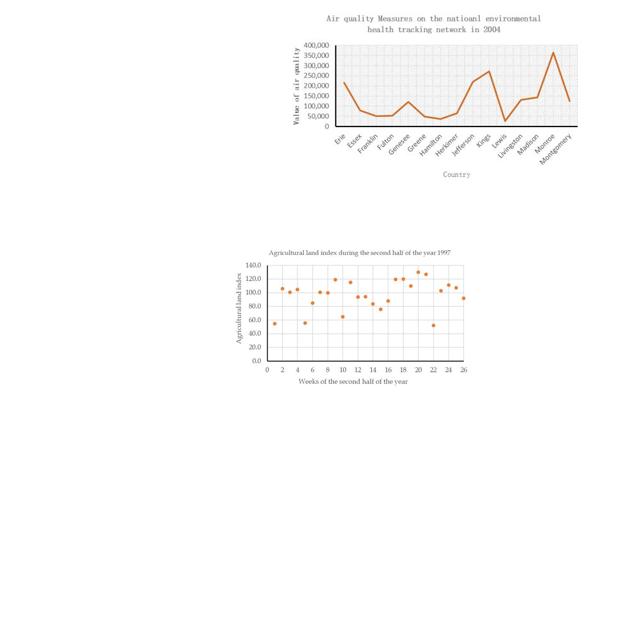 Air quality Measures on the natioanl environmental
health tracking network in 2004
Value of air quality
400,000
350,000
300,000
250,000
200,000
150,000
100,000
50,000
0
Erie
Essex
Franklin
Fulton
Genesee
Greene
Hamilton
Herkimer
Jefferson
Kings
Lewis
Livingston
Madison
Monroe
Montgomery
Country
Agricultural land index during the second half of the year 1997
Agricultural land index
140.0
120.0
100.0
80.0
60.0
40.0
20.0
0.0
0 2 4 6 8 10 12 14 16 18 20 22 24 26
Weeks of the second half of the year